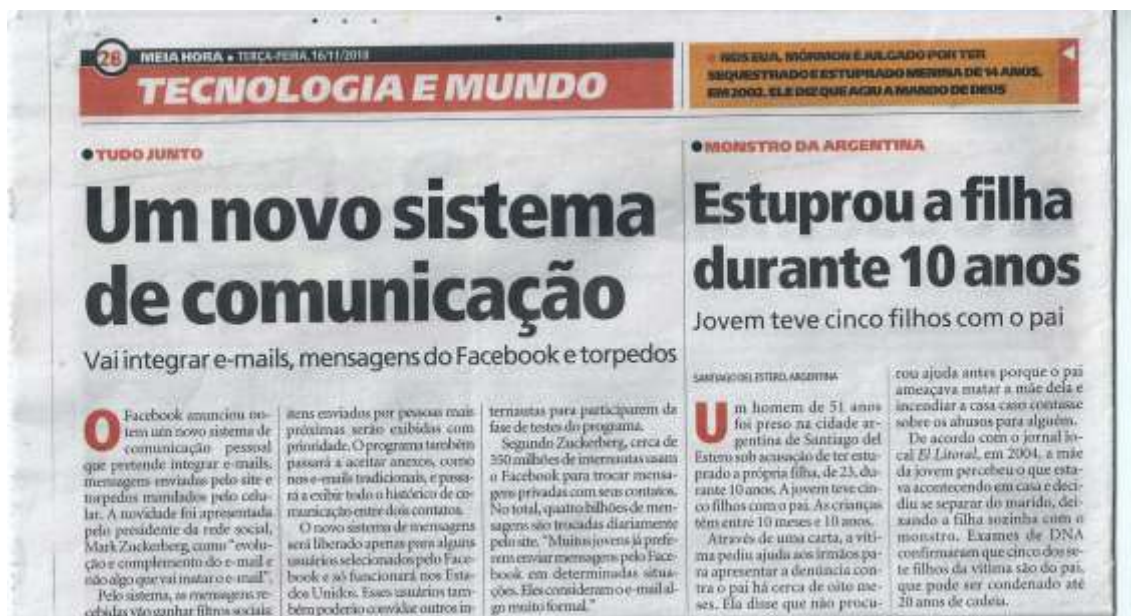 28 MEIA HORA • TERÇA-FEIRA, 16/11/2010
TECNOLOGIA E MUNDO
NOS EUA, MÓRMON É JULGADO POR TER
SEQUESTRADO E ESTUPRADO MENINA DE 14 ANOS,
EM 2002. ELE DIZ QUE AGIU A MANDO DE DEUS
TUDO JUNTO
Um novo sistema
de comunicação
Vai integrar e-mails, mensagens do Facebook e torpedos
O Facebook anunciou on-
tem um novo sistema de
comunicação pessoal
que pretende integrar e-mails,
mensagens enviadas pelo site e
torpedos mandados pelo celu-
lar. A novidade foi apresentada
pelo presidente da rede social,
Mark Zuckerberg, como "evolu-
ção e complemento do e-mail e
não algo que vai matar o e-mail".
Pelo sistema, as mensagens re-
cebidas vão ganhar filtros sociais
itens enviados por pessoas mais
próximas serão exibidas com
prioridade. O programa também
passará a aceitar anexos, como
nos e-mails tradicionais, e passa-
rá a exibir todo o histórico de co-
municação entre dois contatos.
O novo sistema de mensagens
será liberado apenas para alguns
usuários selecionados pelo Face-
book e só funcionará nos Esta-
dos Unidos. Esses usuários tam-
bém poderão convidar outros in-
ternautas para participarem da
fase de testes do programa.
Segundo Zuckerberg, cerca de
350 milhões de internautas usam
o Facebook para trocar mensa-
gens privadas com seus contatos.
No total, quatro bilhões de men-
sagens são trocadas diariamente
pelo site. "Muitos jovens já prefe-
rem enviar mensagens pelo Face-
book em determinadas situa-
ções. Eles consideram o e-mail al-
go muito formal."
MONSTRO DA ARGENTINA
Estuprou a filha
durante 10 anos
Jovem teve cinco filhos com o pai
SANTIAGO DEL ESTERO, ARGENTINA
Um homem de 51 anos
foi preso na cidade ar-
gentina de Santiago del
Estero sob acusação de ter estu-
prado a própria filha, de 23, du-
rante 10 anos. A jovem teve cin-
co filhos com o pai. As crianças
têm entre 10 meses e 10 anos.
Através de uma carta, a víti-
ma pediu ajuda aos irmãos pa-
ra apresentar a denúncia con-
tra o pai há cerca de oito me-
ses. Ela disse que não procu-
rou ajuda antes porque o pai
ameaçava matar a mãe dela e
incendiar a casa caso contasse
sobre os abusos para alguém.
De acordo com o jornal lo-
cal El Litoral, em 2004, a mãe
da jovem percebeu o que esta-
va acontecendo em casa e deci-
diu se separar do marido, dei-
xando a filha sozinha com o
monstro. Exames de DNA
confirmaram que cinco dos se-
te filhos da vítima são do pai,
que pode ser condenado até
20 anos de cadeia.